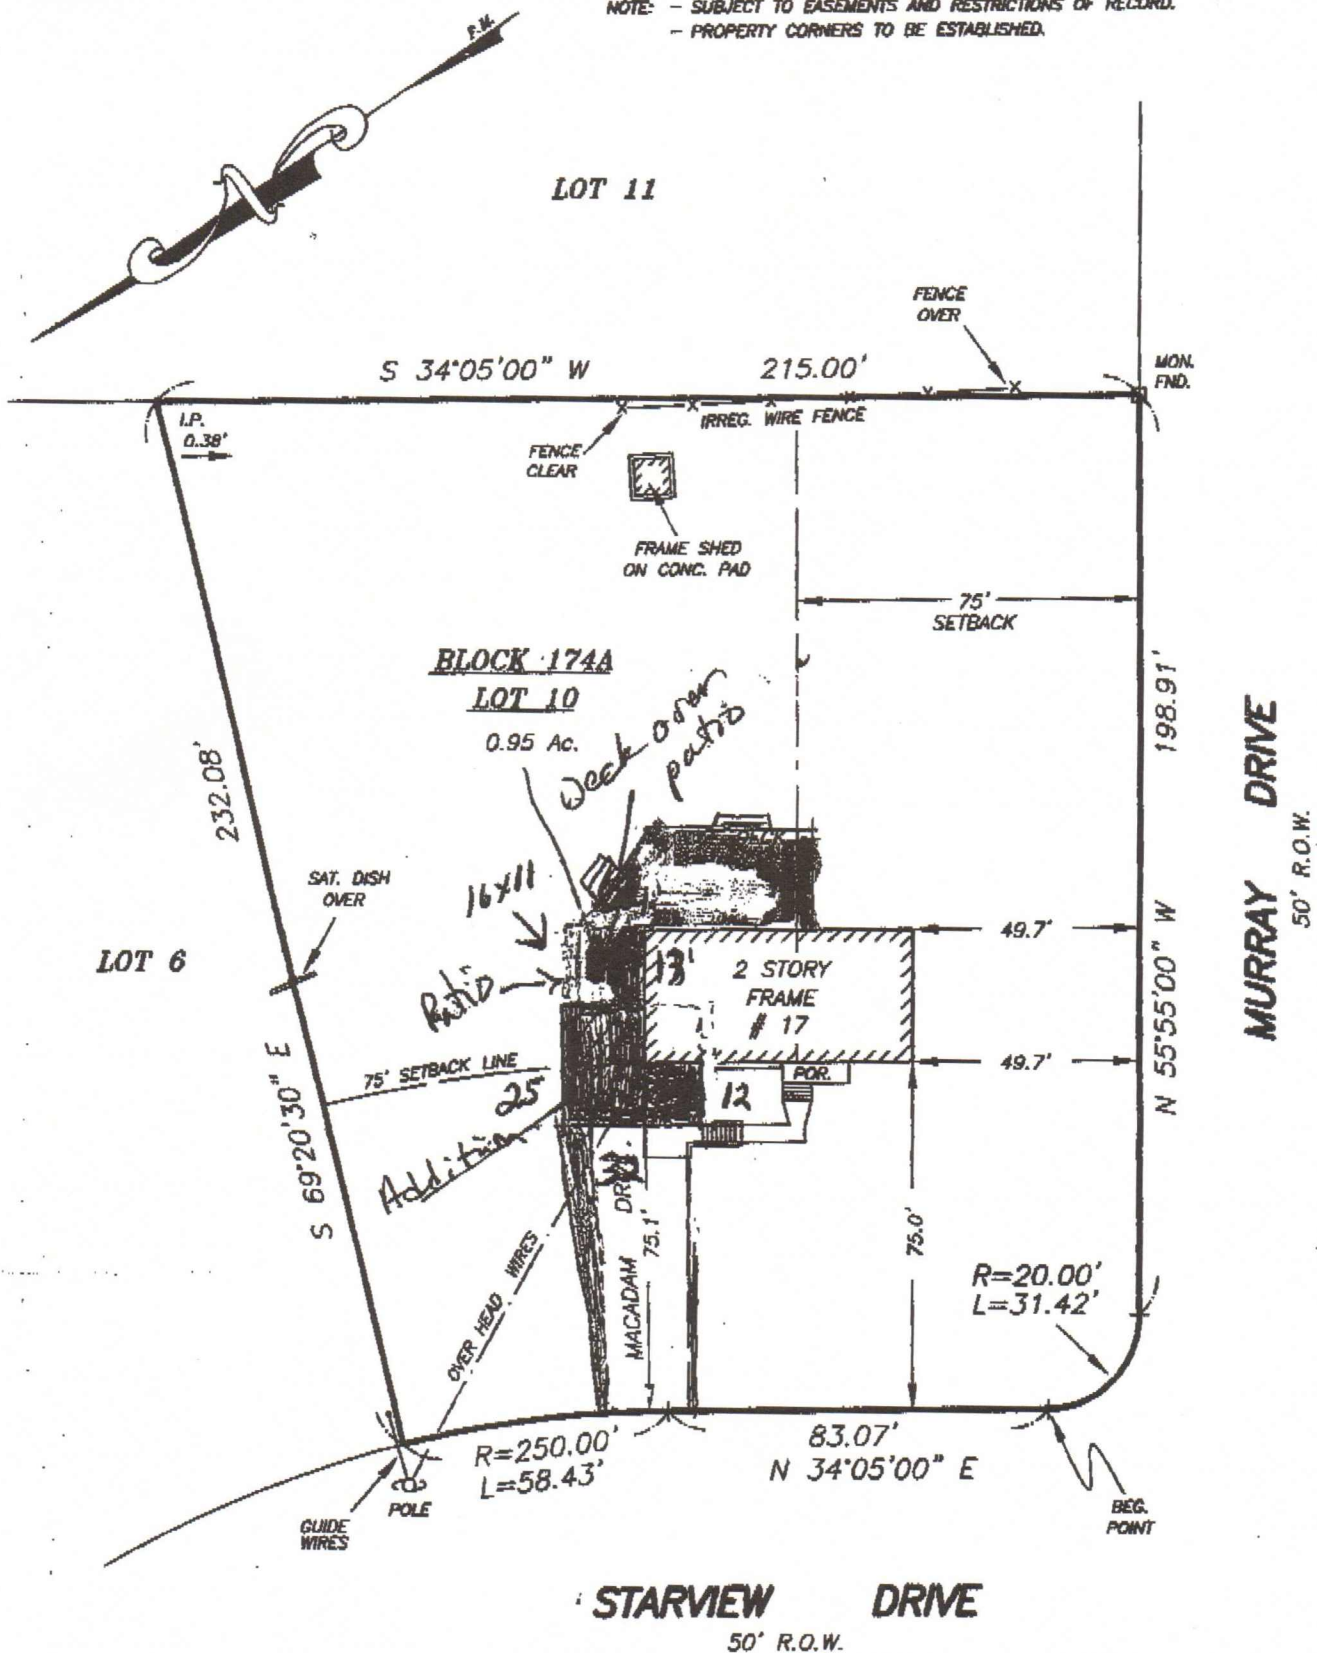 NOTE: - SUBJECT TO EASEMENTS AND RESTRICTIONS OF RECORD.
- PROPERTY CORNERS TO BE ESTABLISHED.
LOT 11
FENCE
OVER
S 34°05'00" W 215.00'
MON.
FND.
I.P.
0.38'
IRREG. WIRE FENCE
FENCE
CLEAR
FRAME SHED
ON CONC. PAD
75'
SETBACK
BLOCK 174A
LOT 10
0.95 Ac.
Deck over
patio
232.08'
198.91'
MURRAY DRIVE
50' R.O.W.
SAT. DISH
OVER
16x11
LOT 6
Patio
13'
2 STORY
FRAME
# 17
49.7'
49.7'
N 55°55'00" W
75' SETBACK LINE
POR.
25
12
Addition
S 69°20'30" E
OVER HEAD WIRES
MACADAM
75.1'
75.0'
R=20.00'
L=31.42'
R=250.00'
L=58.43'
83.07'
N 34°05'00" E
POLE
GUIDE
WIRES
BEG.
POINT
STARVIEW DRIVE
50' R.O.W.